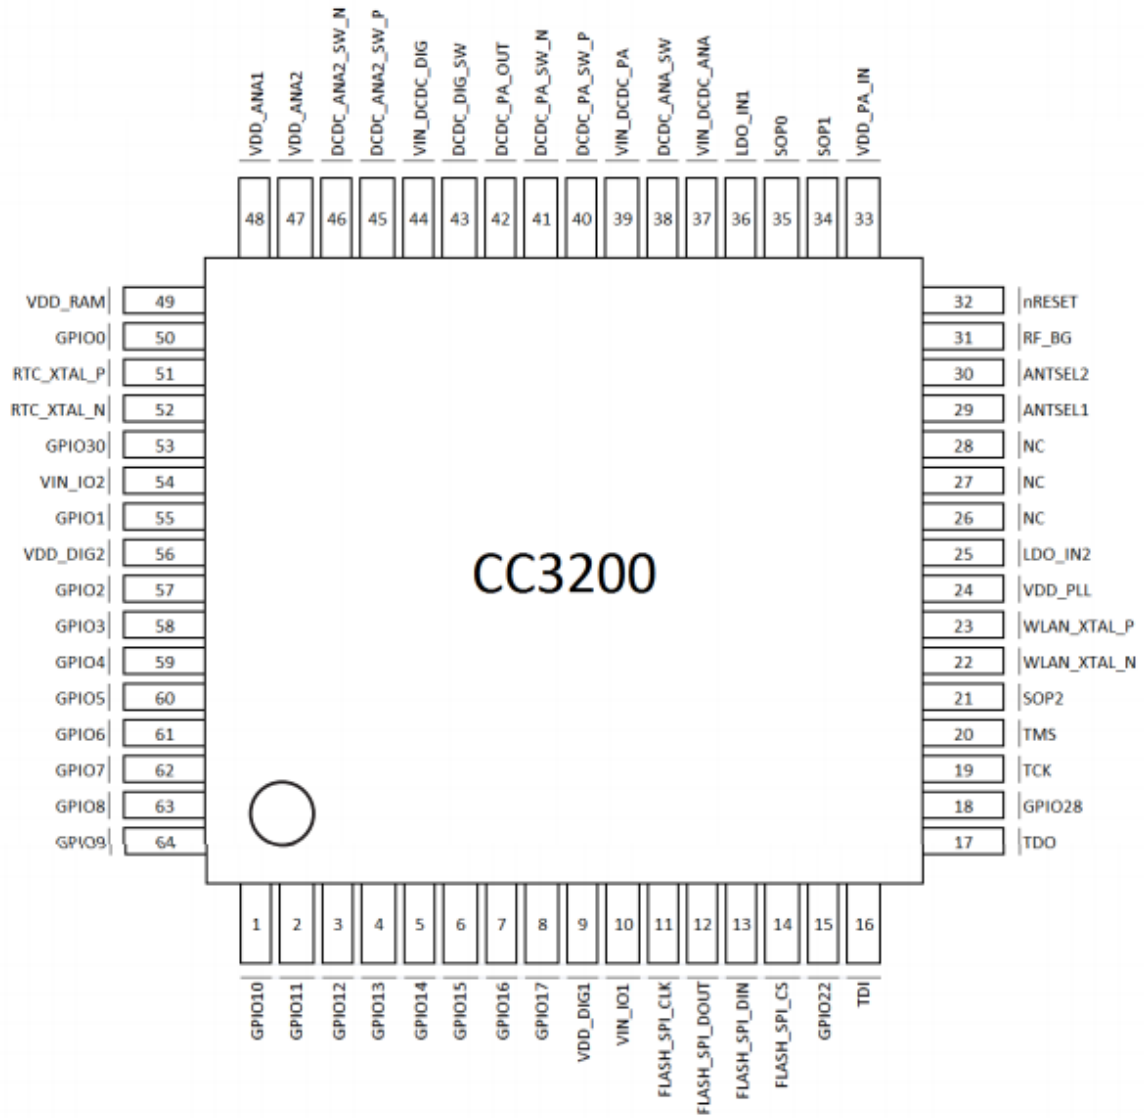 VDD_ANA1
VDD_ANA2
DCDC_ANA2_SW_N
DCDC_ANA2_SW_P
VIN_DCDC_DIG
DCDC_DIG_SW
DCDC_PA_OUT
DCDC_PA_SW_N
DCDC_PA_SW_P
VIN_DCDC_PA
DCDC_ANA_SW
VIN_DCDC_ANA
LDO_IN1
SOP0
SOP1
VDD_PA_IN
48 47 46 45 44 43 42 41 40 39 38 37 36 35 34 33
VDD_RAM 49
GPIO0 50
RTC_XTAL_P 51
RTC_XTAL_N 52
GPIO30 53
VIN_IO2 54
GPIO1 55
VDD_DIG2 56
GPIO2 57
GPIO3 58
GPIO4 59
GPIO5 60
GPIO6 61
GPIO7 62
GPIO8 63
GPIO9 64
CC3200
32 nRESET
31 RF_BG
30 ANTSEL2
29 ANTSEL1
28 NC
27 NC
26 NC
25 LDO_IN2
24 VDD_PLL
23 WLAN_XTAL_P
22 WLAN_XTAL_N
21 SOP2
20 TMS
19 TCK
18 GPIO28
17 TDO
1 2 3 4 5 6 7 8 9 10 11 12 13 14 15 16
GPIO10
GPIO11
GPIO12
GPIO13
GPIO14
GPIO15
GPIO16
GPIO17
VDD_DIG1
VIN_IO1
FLASH_SPI_CLK
FLASH_SPI_DOUT
FLASH_SPI_DIN
FLASH_SPI_CS
GPIO22
TDI